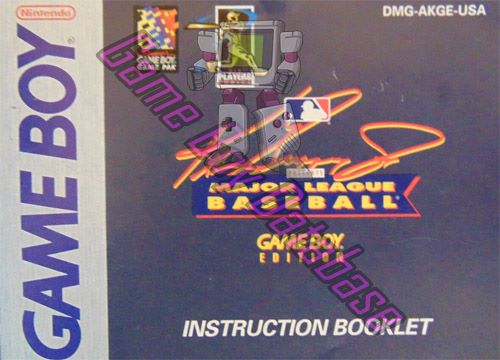 Nintendo®
DMG-AKGE-USA
GAME BOY
GAME BOY
GAME PAK
PLAYERS
Game Boy Database
PRESENTS
MAJOR LEAGUE
BASEBALL
GAME BOY
EDITION
INSTRUCTION BOOKLET